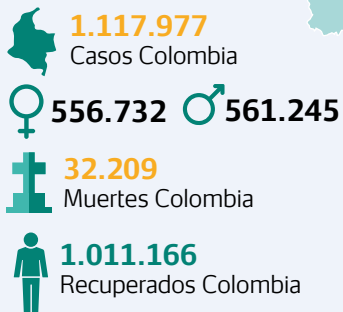 1.117.977
Casos Colombia
556.732 561.245
32.209
Muertes Colombia
1.011.166
Recuperados Colombia